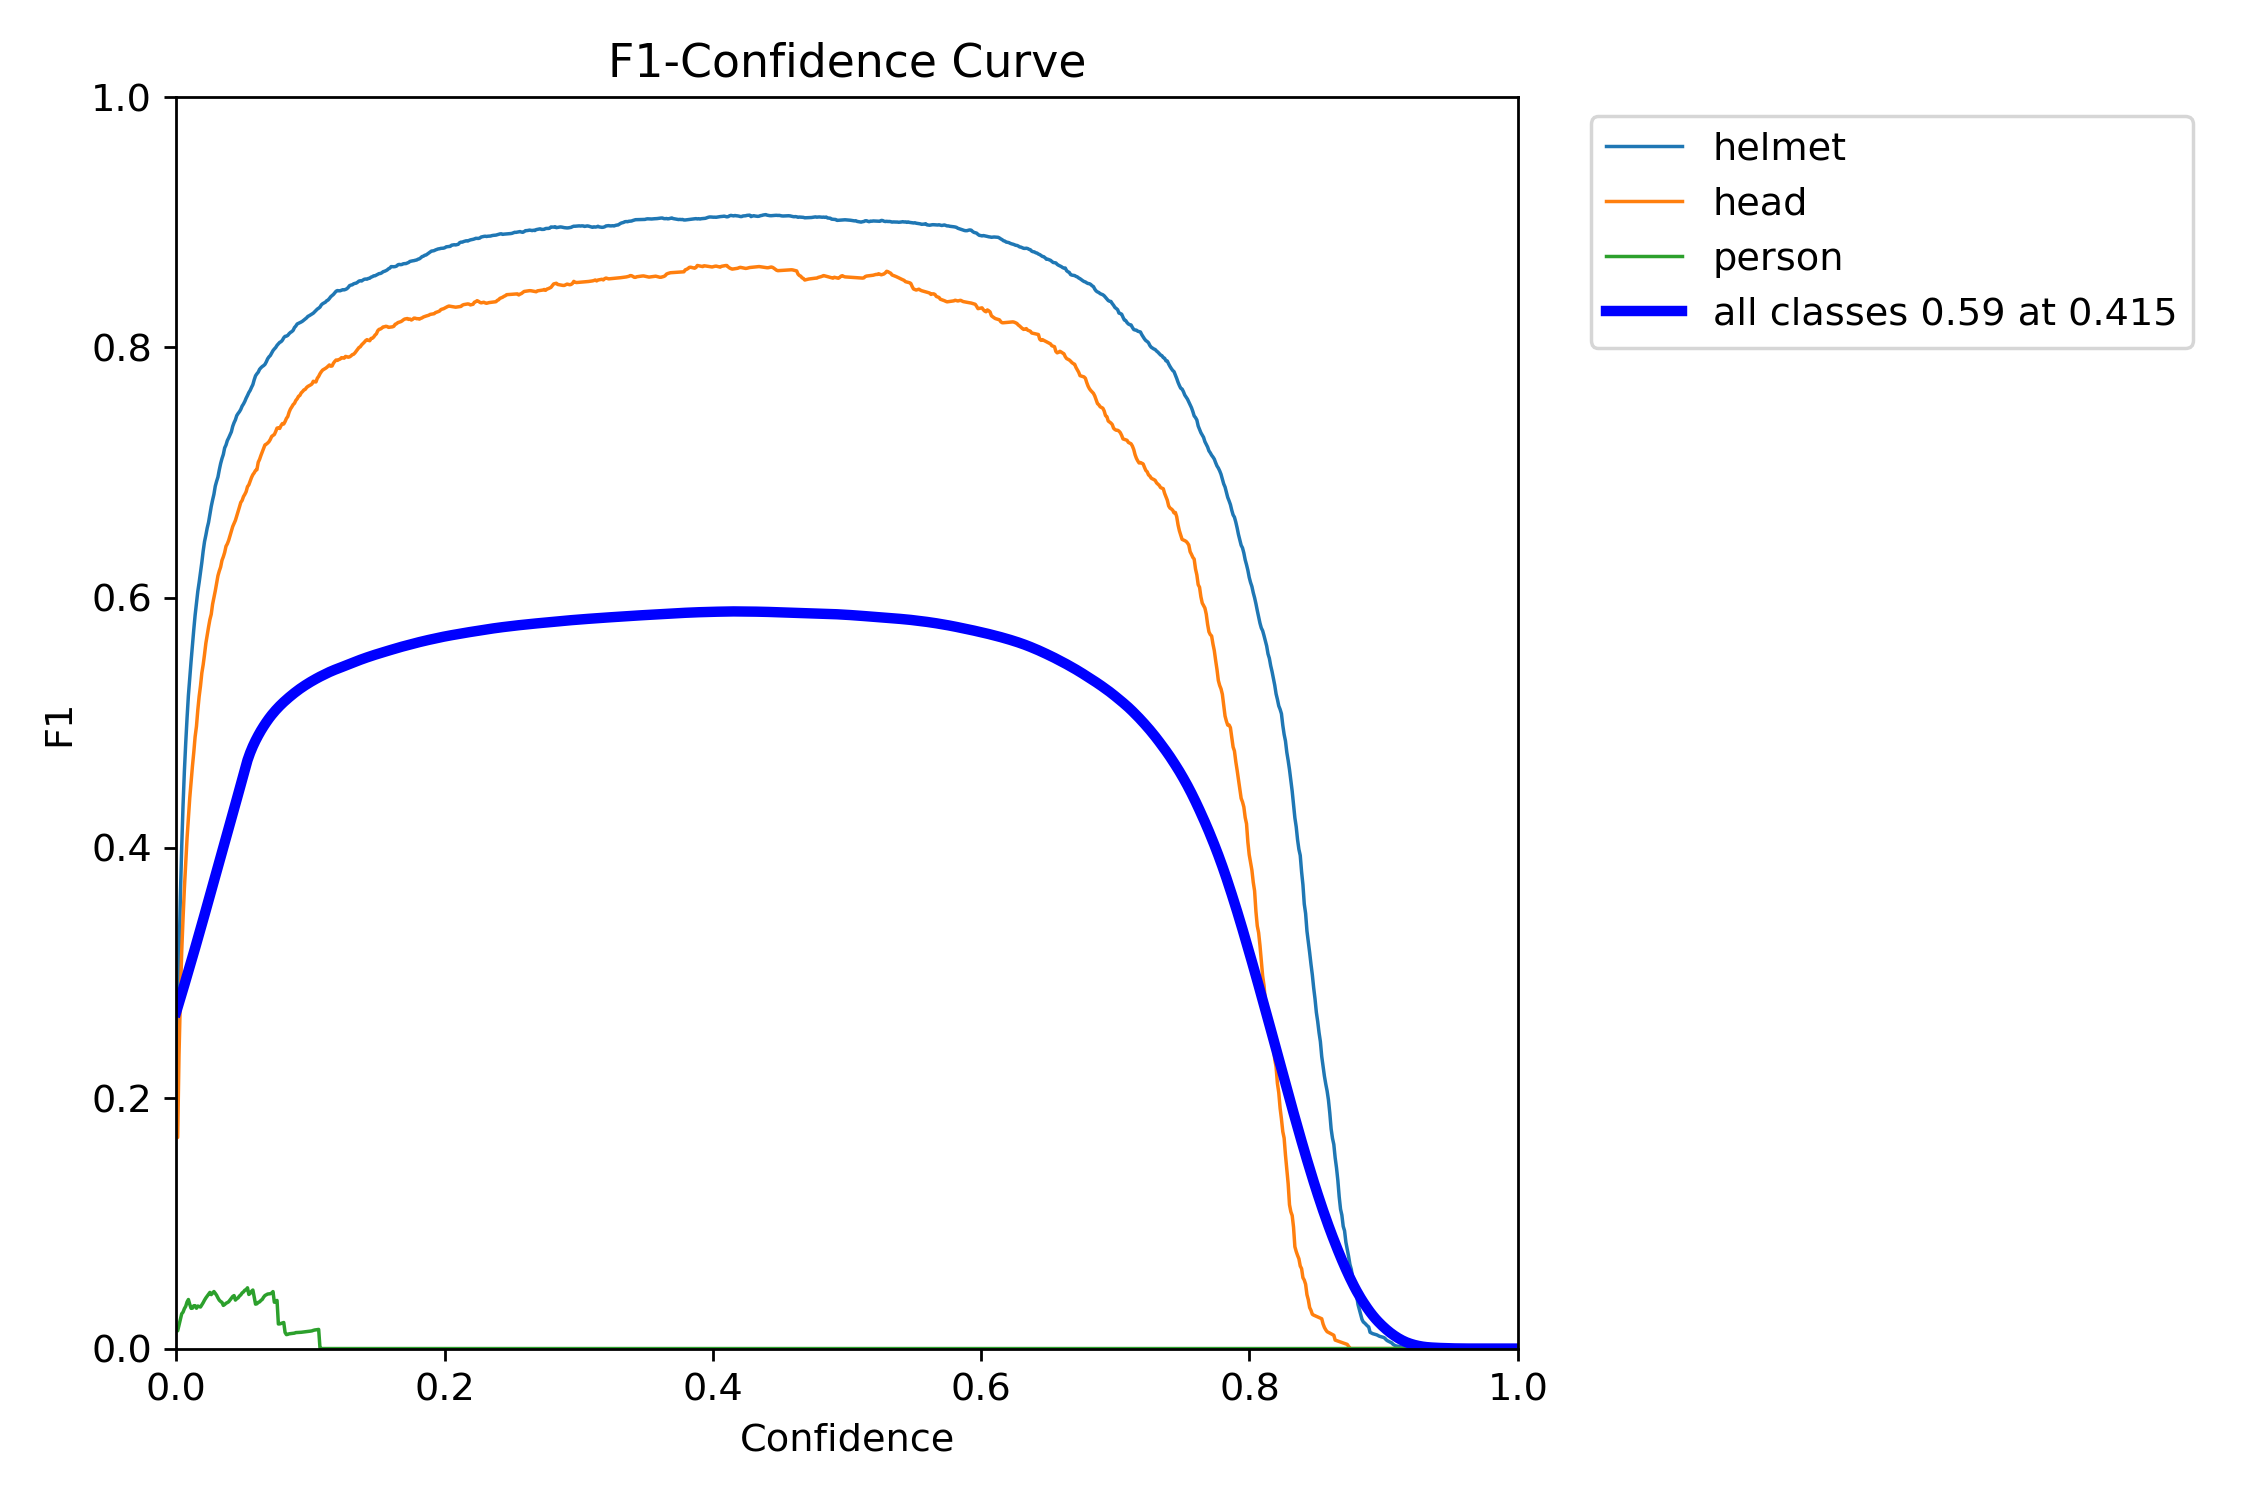 F1-Confidence Curve
1.0
0.8
0.6
0.4
0.2
0.0
F1
0.0 0.2 0.4 0.6 0.8 1.0
Confidence
helmet
head
person
all classes 0.59 at 0.415